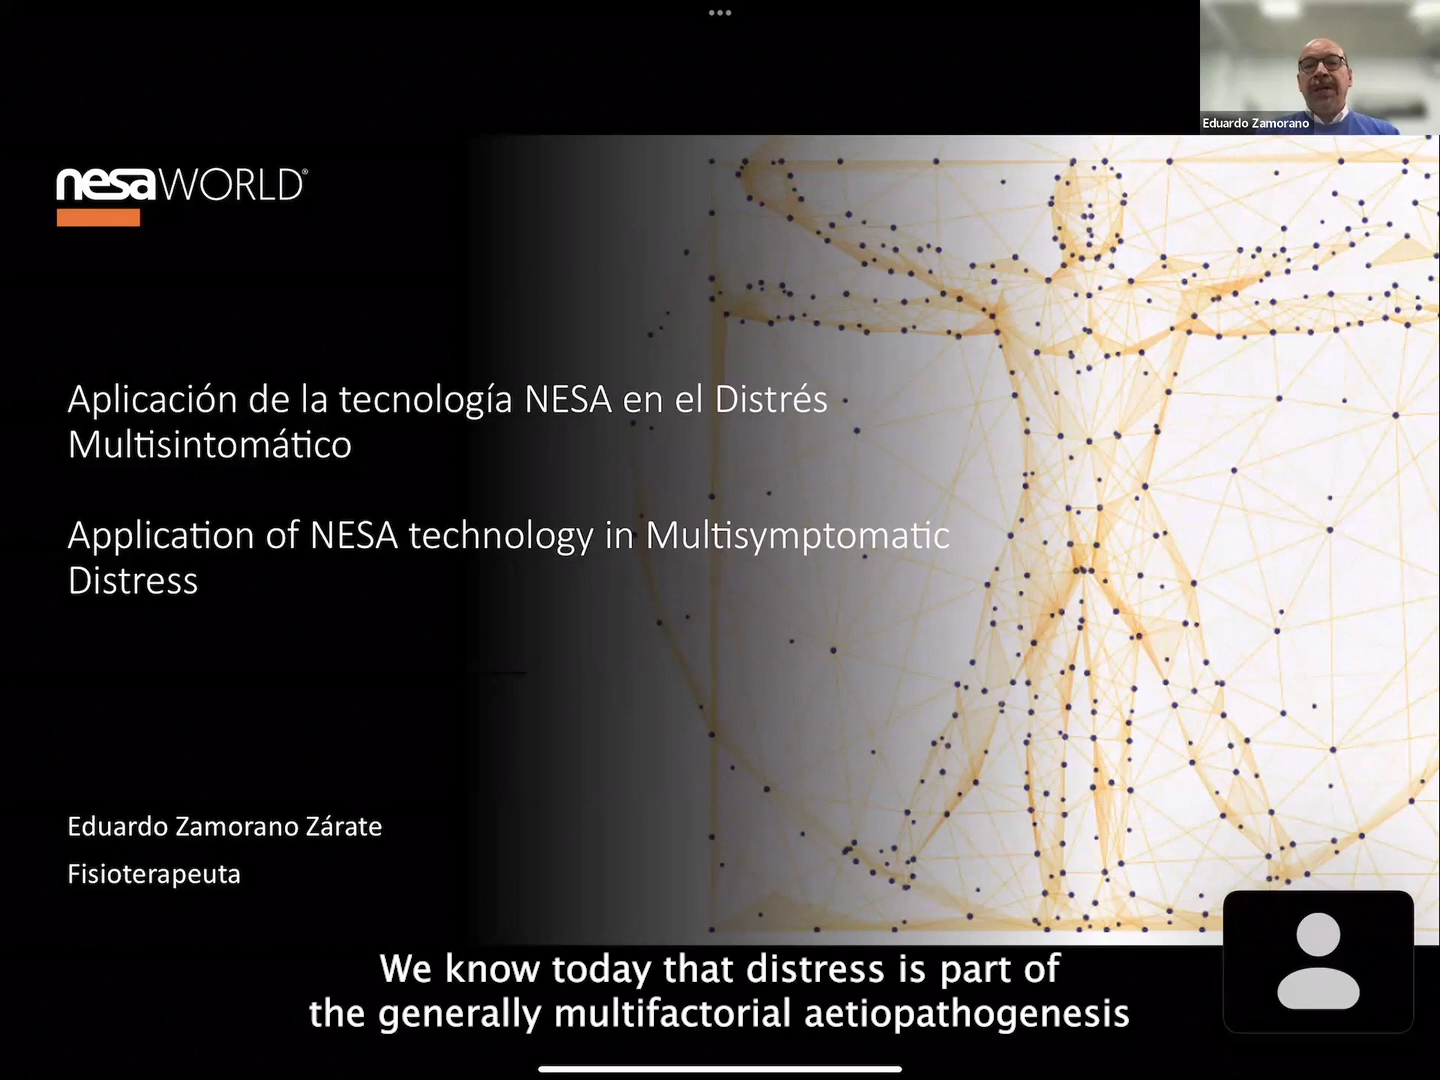 Eduardo Zamorano
nesaWORLD®
Aplicación de la tecnología NESA en el Distrés
Multisintomático
Application of NESA technology in Multisymptomatic
Distress
Eduardo Zamorano Zárate
Fisioterapeuta
We know today that distress is part of
the generally multifactorial aetiopathogenesis